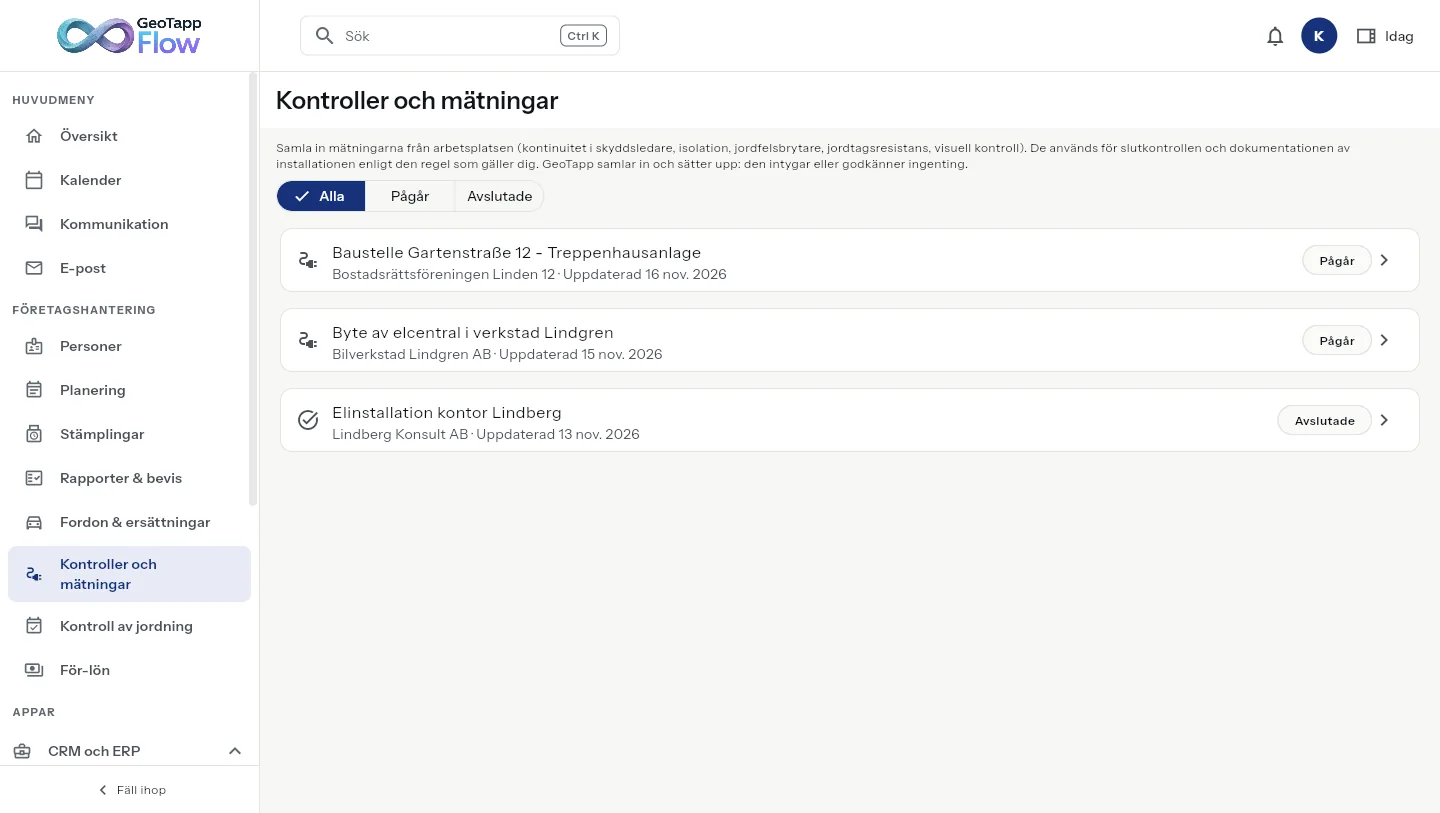 GeoTapp
Flow
Sök
Ctrl K
K
Idag
HUVUDMENY
Översikt
Kalender
Kommunikation
E-post
FÖRETAGSHANTERING
Personer
Planering
Stämplingar
Rapporter & bevis
Fordon & ersättningar
Kontroller och
mätningar
Kontroll av jordning
För-lön
APPAR
CRM och ERP
Fäll ihop
Kontroller och mätningar
Samla in mätningarna från arbetsplatsen (kontinuitet i skyddsledare, isolation, jordfelsbrytare, jordtagsresistans, visuell kontroll). De används för slutkontrollen och dokumentationen av
installationen enligt den regel som gäller dig. GeoTapp samlar in och sätter upp: den intygar eller godkänner ingenting.
Alla
Pågår
Avslutade
Baustelle Gartenstraße 12 - Treppenhausanlage
Bostadsrättsföreningen Linden 12 · Uppdaterad 16 nov. 2026
Pågår
Byte av elcentral i verkstad Lindgren
Bilverkstad Lindgren AB · Uppdaterad 15 nov. 2026
Pågår
Elinstallation kontor Lindberg
Lindberg Konsult AB · Uppdaterad 13 nov. 2026
Avslutade